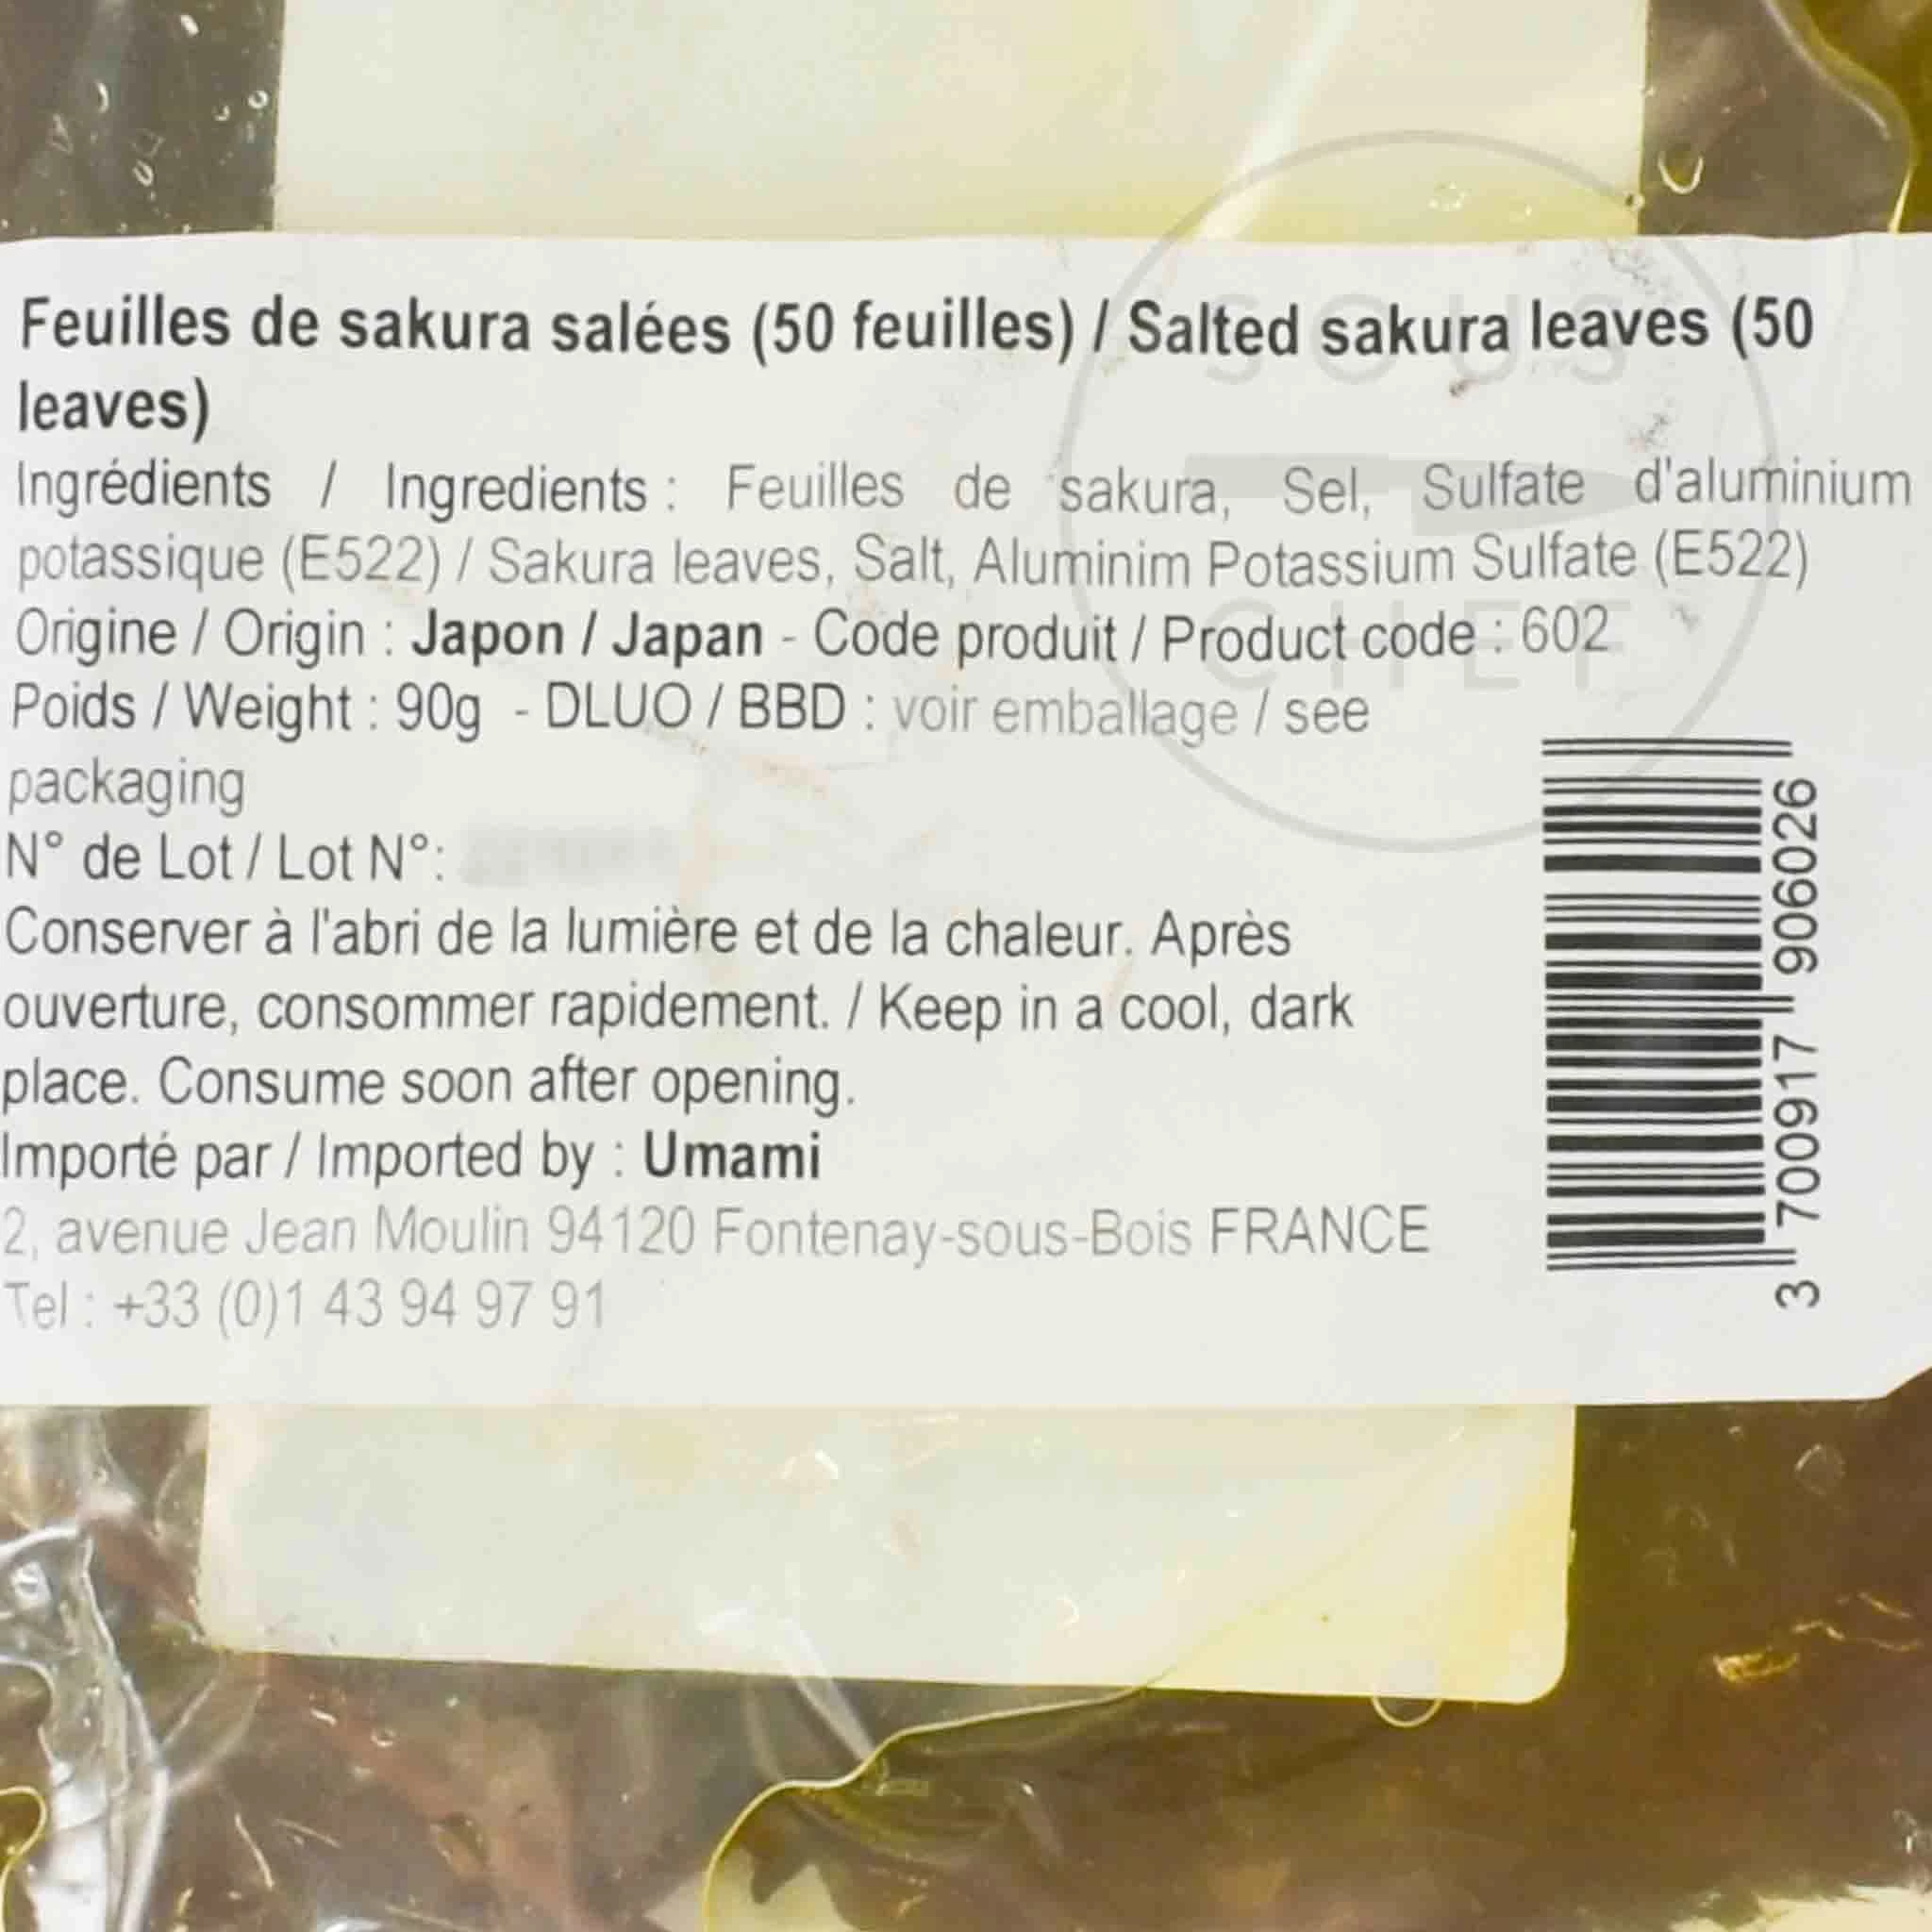 Feuilles de sakura salées (50 feuilles) / Salted sakura leaves (50
leaves)
Ingrédients / Ingredients : Feuilles de sakura, Sel, Sulfate d'aluminium
potassique (E522) / Sakura leaves, Salt, Aluminim Potassium Sulfate (E522)
Origine / Origin : Japon / Japan - Code produit / Product code : 602
Poids / Weight : 90g - DLUO / BBD : voir emballage / see
packaging
N° de Lot / Lot N°:
Conserver à l'abri de la lumière et de la chaleur. Après
ouverture, consommer rapidement. / Keep in a cool, dark
place. Consume soon after opening.
Importé par / Imported by : Umami
2, avenue Jean Moulin 94120 Fontenay-sous-Bois FRANCE
Tel : +33 (0)1 43 94 97 91
3 700917 906026
SOUS
CHEF